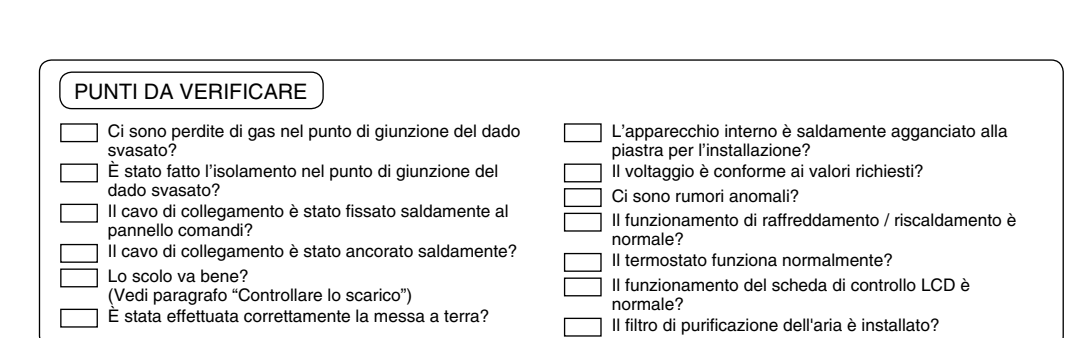 PUNTI DA VERIFICARE
Ci sono perdite di gas nel punto di giunzione del dado
svasato?
È stato fatto l'isolamento nel punto di giunzione del
dado svasato?
Il cavo di collegamento è stato fissato saldamente al
pannello comandi?
Il cavo di collegamento è stato ancorato saldamente?
Lo scolo va bene?
(Vedi paragrafo “Controllare lo scarico”)
È stata effettuata correttamente la messa a terra?
L'apparecchio interno è saldamente agganciato alla
piastra per l'installazione?
Il voltaggio è conforme ai valori richiesti?
Ci sono rumori anomali?
Il funzionamento di raffreddamento / riscaldamento è
normale?
Il termostato funziona normalmente?
Il funzionamento del scheda di controllo LCD è
normale?
Il filtro di purificazione dell'aria è installato?